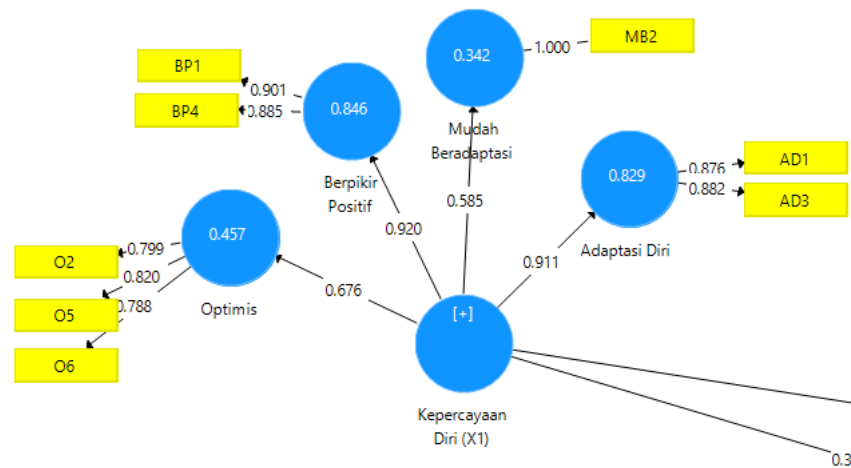 MB2
1.000
0.342
BP1
0.901
0.885
BP4
0.846
Mudah
Beradaptasi
AD1
0.876
0.882
AD3
0.829
Berpikir
Positif
0.585
0.920
Adaptasi Diri
0.911
0.457
O2
0.799
0.820
0.788
O5
O6
Optimis
0.676
[+]
Kepercayaan
Diri (X1)
0.3